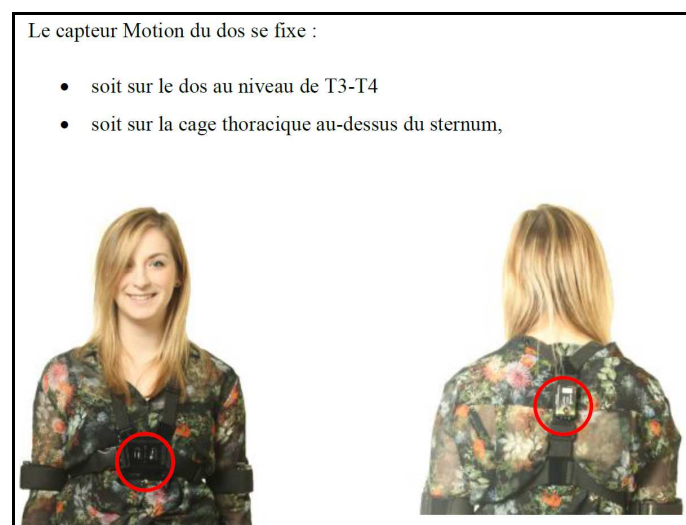 Le capteur Motion du dos se fixe :
• soit sur le dos au niveau de T3-T4
• soit sur la cage thoracique au-dessus du sternum,